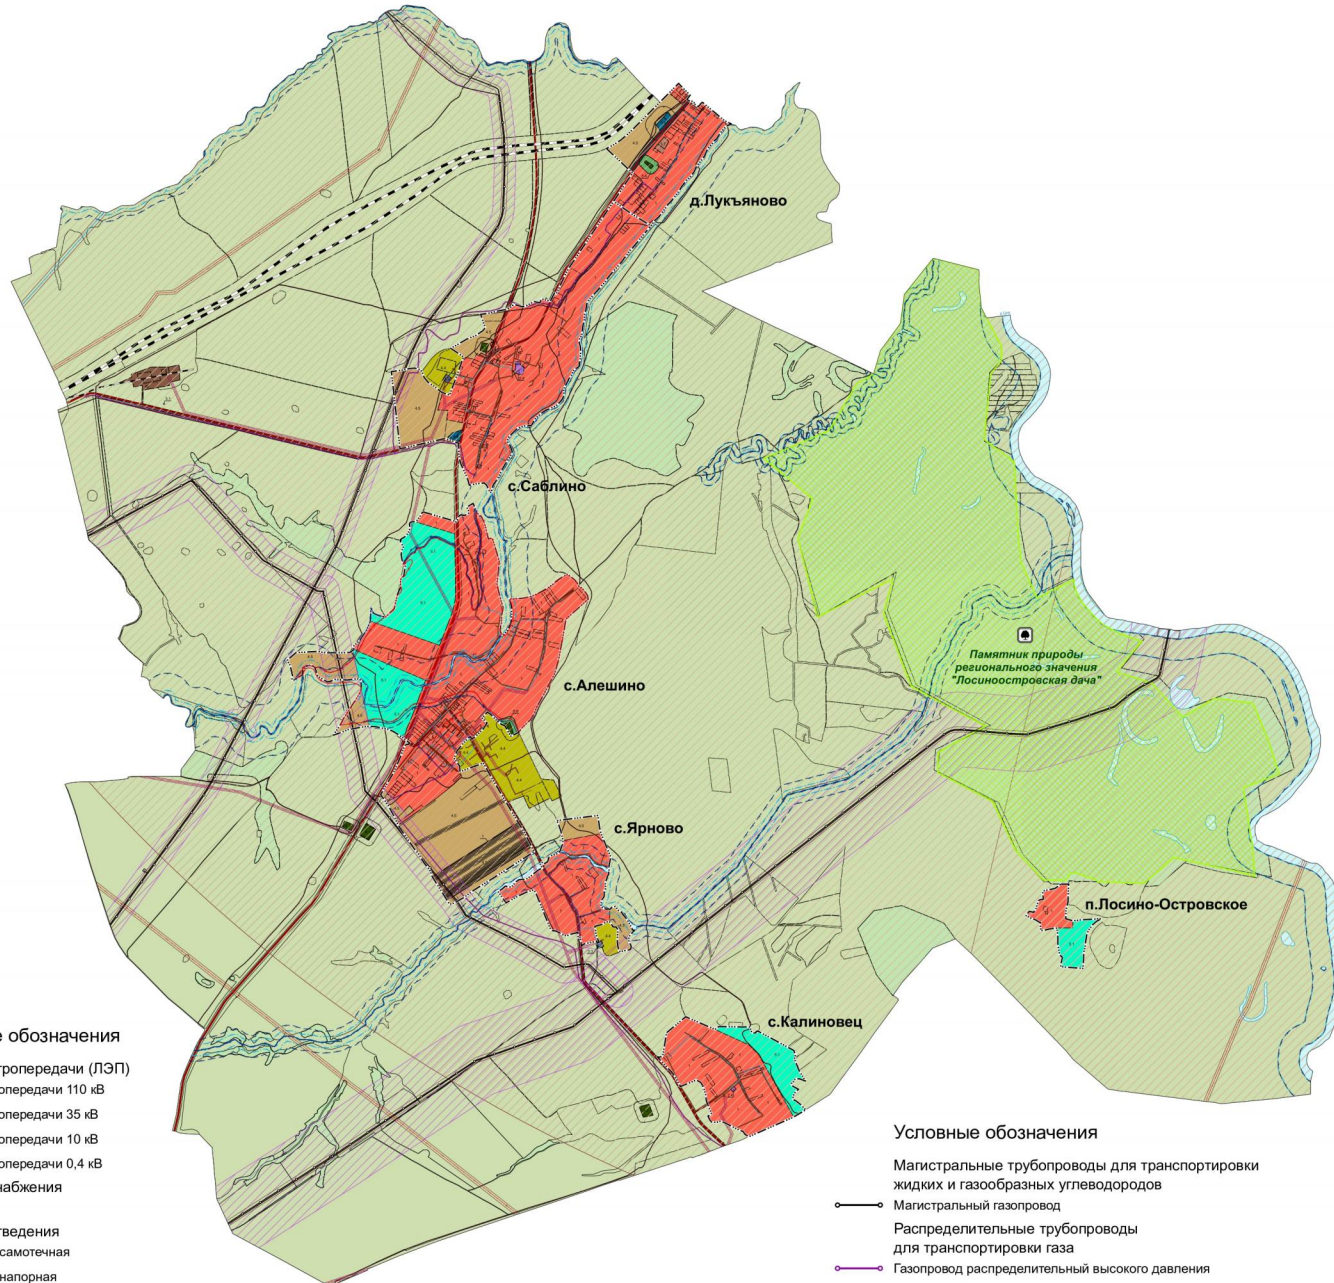 д.Лукъяново
с.Саблино
с.Алешино
Памятник природы
регионального значения
"Лосиноостровская дача"
с.Ярново
п.Лосино-Островское
с.Калиновец
е обозначения
тропередачи (ЛЭП)
опередачи 110 кВ
опередачи 35 кВ
опередачи 10 кВ
опередачи 0,4 кВ
набжения
тведения
самотечная
напорная
Условные обозначения
Магистральные трубопроводы для транспортировки
жидких и газообразных углеводородов
Магистральный газопровод
Распределительные трубопроводы
для транспортировки газа
Газопровод распределительный высокого давления